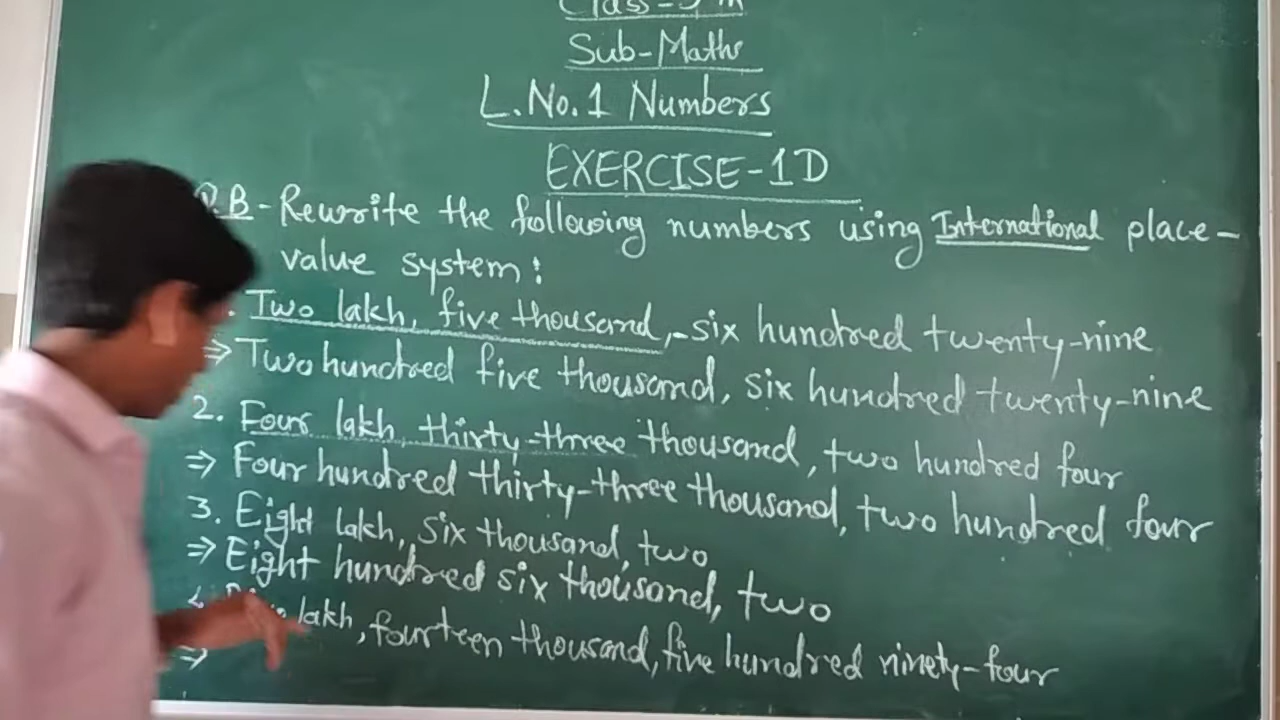 Sub-Maths
L.No.1 Numbers
EXERCISE-1D
Q.B-Rewrite the following numbers using International place-
value system:
Two lakh, five thousand,-six hundred twenty-nine
⇒ Two hundred five thousand, six hundred twenty-nine
2. Four lakh, thirty-three thousand, two hundred four
⇒ Four hundred thirty-three thousand, two hundred four
3. Eight lakh, six thousand, two
⇒ Eight hundred six thousand, two
lakh, fourteen thousand, five hundred ninety-four
⇒